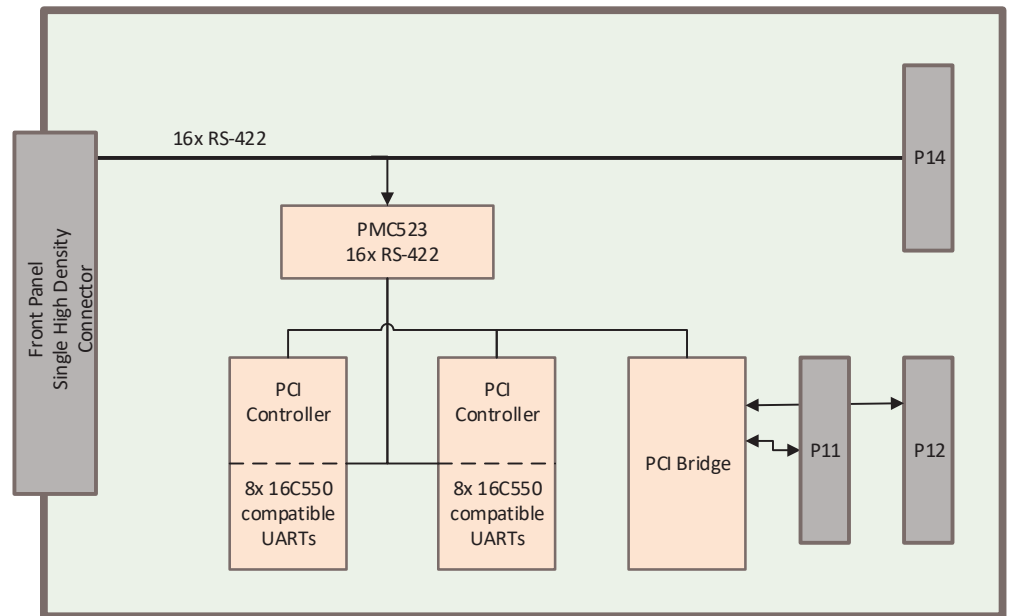 16x RS-422
P14
PMC523
16x RS-422
Front Panel
Single High Density
Connector
PCI
Controller
8x 16C550
compatible
UARTs
PCI
Controller
8x 16C550
compatible
UARTs
PCI Bridge
P11
P12